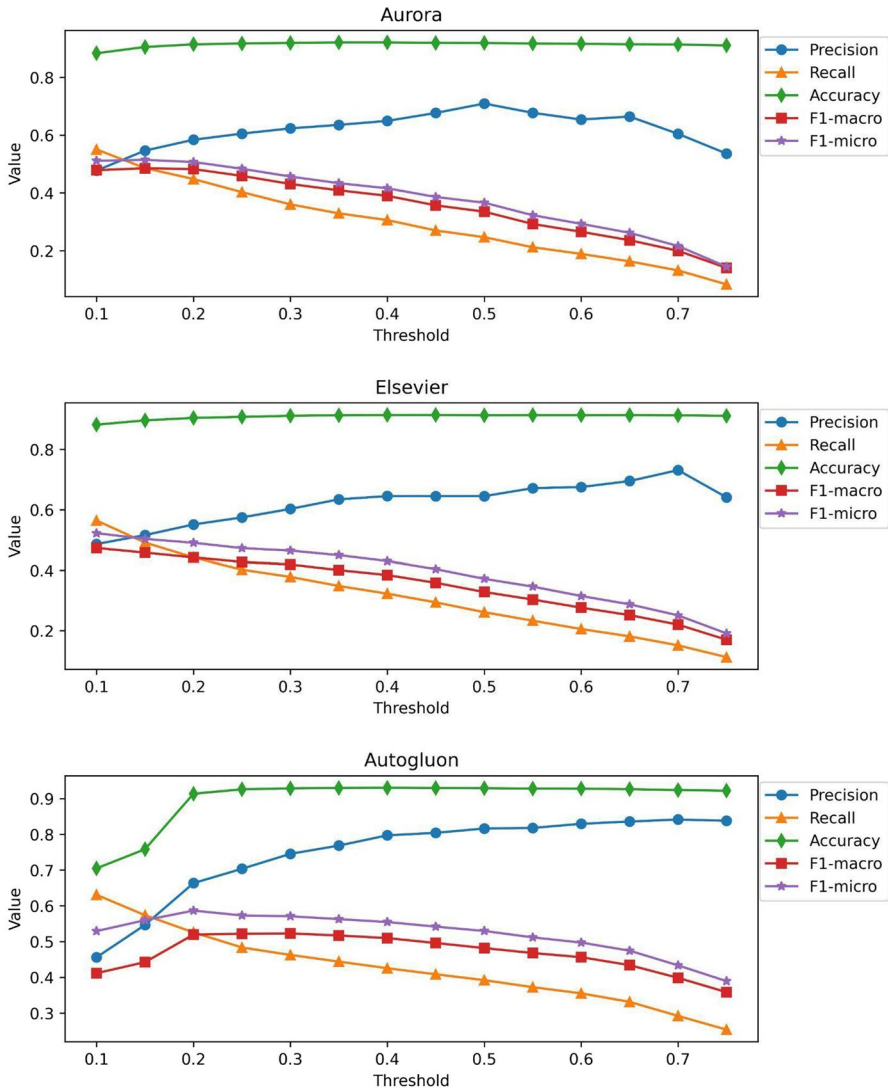 Aurora
Value
0.8
0.6
0.4
0.2
0.1 0.2 0.3 0.4 0.5 0.6 0.7
Threshold
Precision
Recall
Accuracy
F1-macro
F1-micro
Elsevier
Value
0.8
0.6
0.4
0.2
0.1 0.2 0.3 0.4 0.5 0.6 0.7
Threshold
Precision
Recall
Accuracy
F1-macro
F1-micro
Autogluon
Value
0.9
0.8
0.7
0.6
0.5
0.4
0.3
0.1 0.2 0.3 0.4 0.5 0.6 0.7
Threshold
Precision
Recall
Accuracy
F1-macro
F1-micro